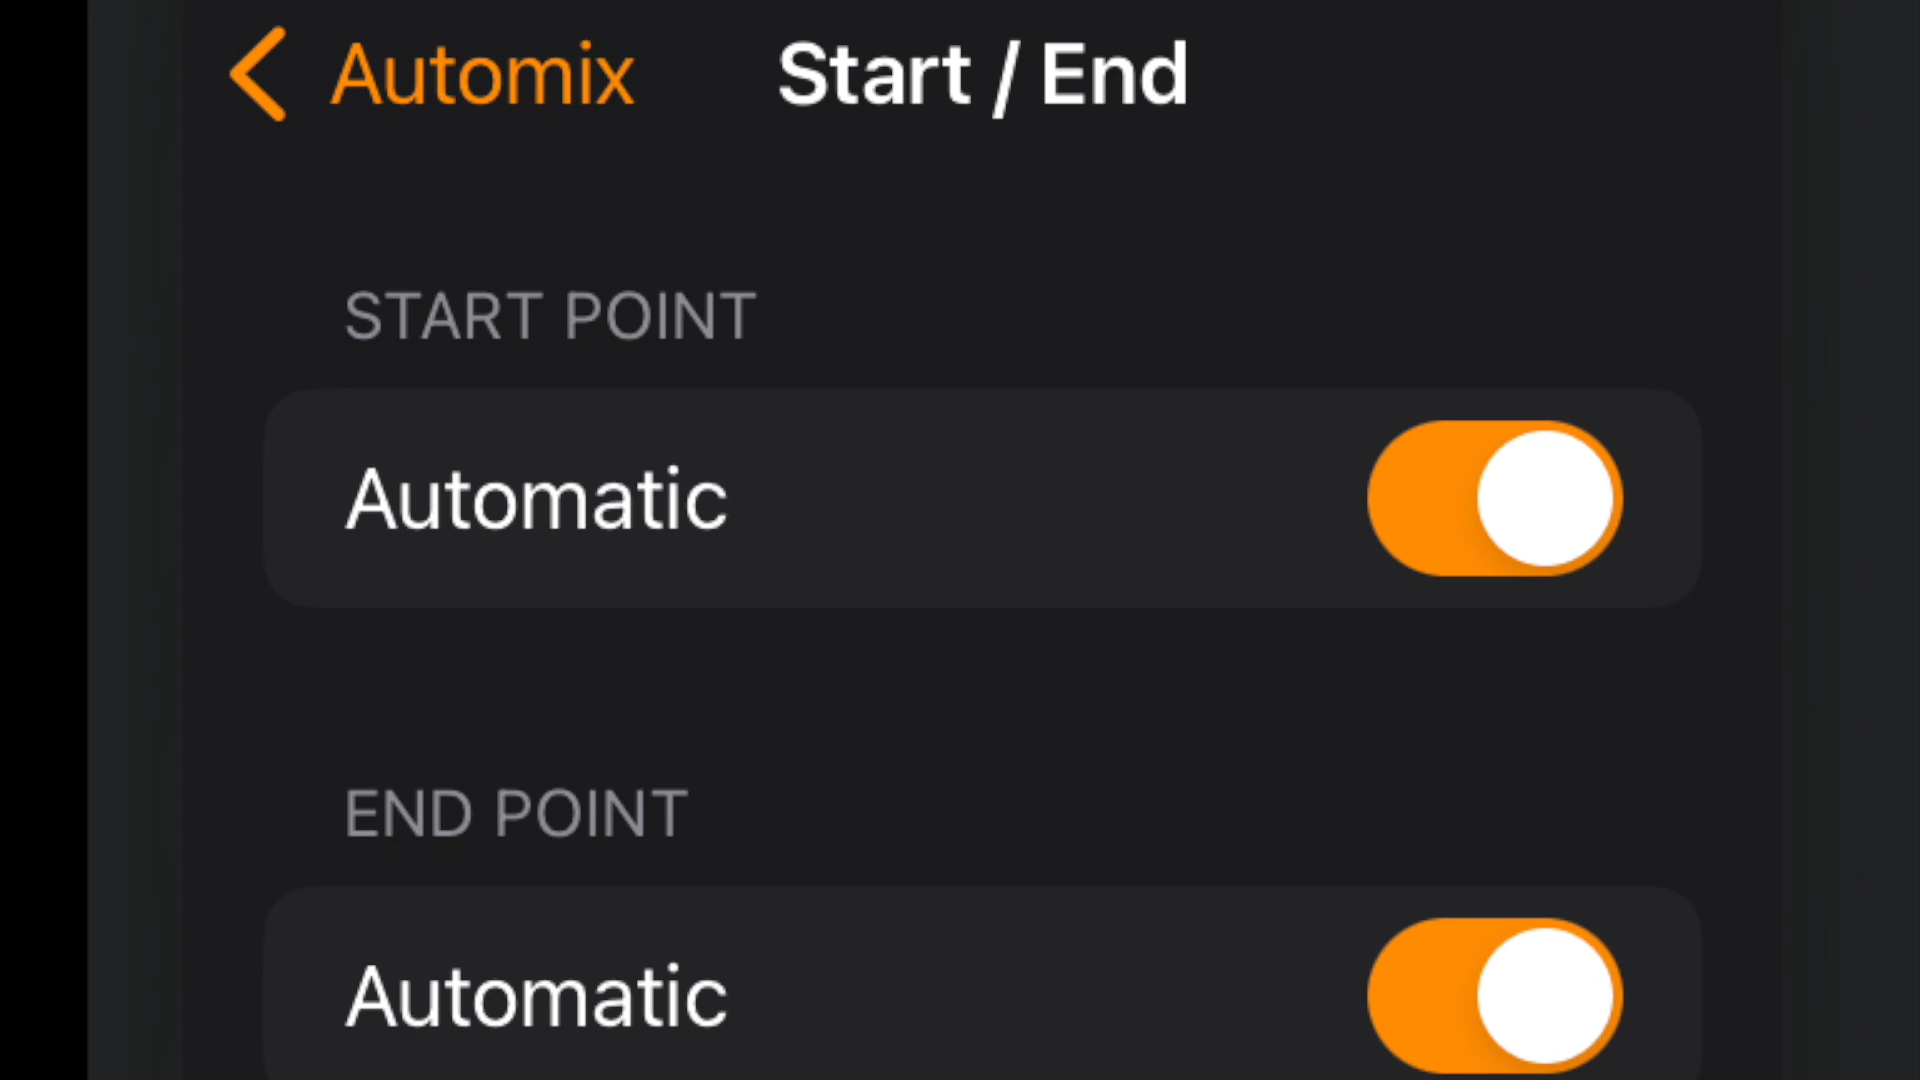 Automix Start / End
START POINT
Automatic
END POINT
Automatic